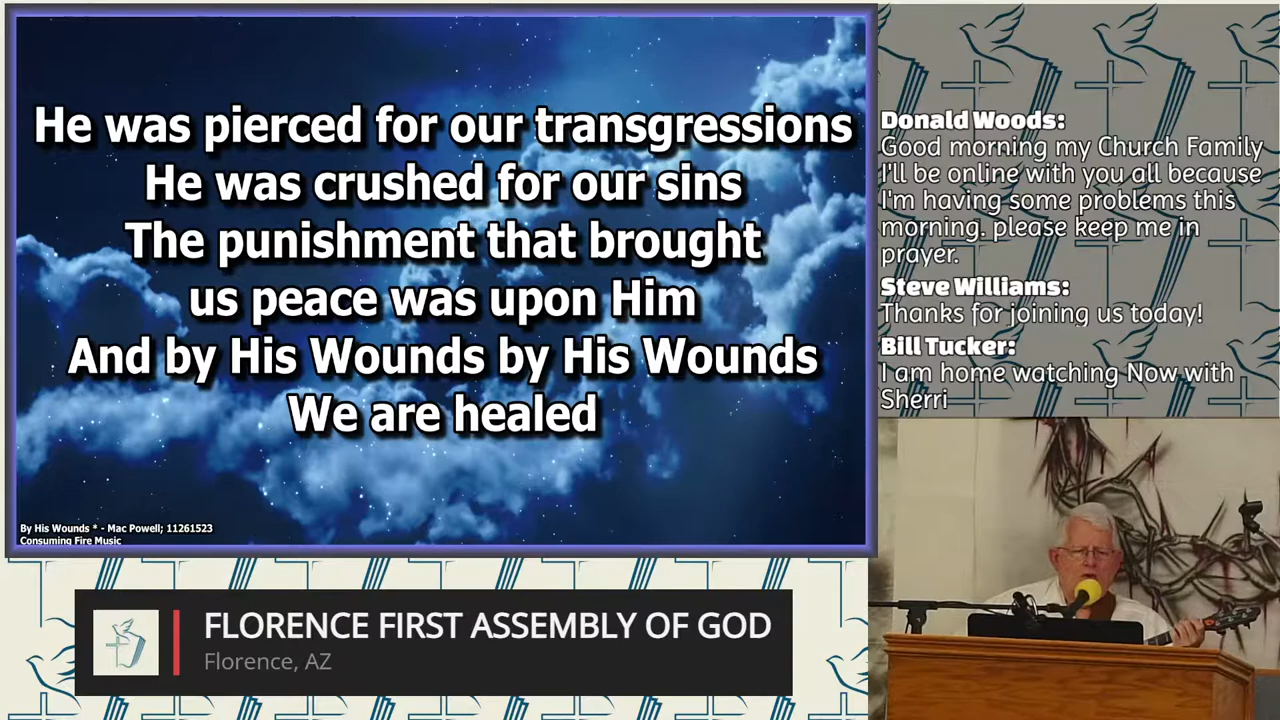 He was pierced for our transgressions
He was crushed for our sins
The punishment that brought
us peace was upon Him
And by His Wounds by His Wounds
We are healed
By His Wounds * - Mac Powell; 11261523
Consuming Fire Music
Donald Woods:
Good morning my Church Family
I'll be online with you all because
I'm having some problems this
morning. please keep me in
prayer.
Steve Williams:
Thanks for joining us today!
Bill Tucker:
I am home watching Now with
Sherri
FLORENCE FIRST ASSEMBLY OF GOD
Florence, AZ